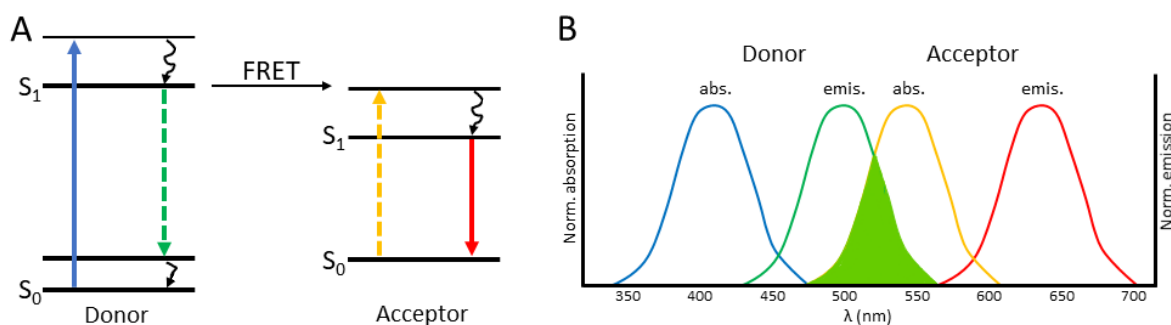 A
S1
FRET
S1
S0
S0
Donor
Acceptor
B
Donor
Acceptor
abs.
emis.
abs.
emis.
Norm. absorption
Norm. emission
350 400 450 500 550 600 650 700
λ (nm)